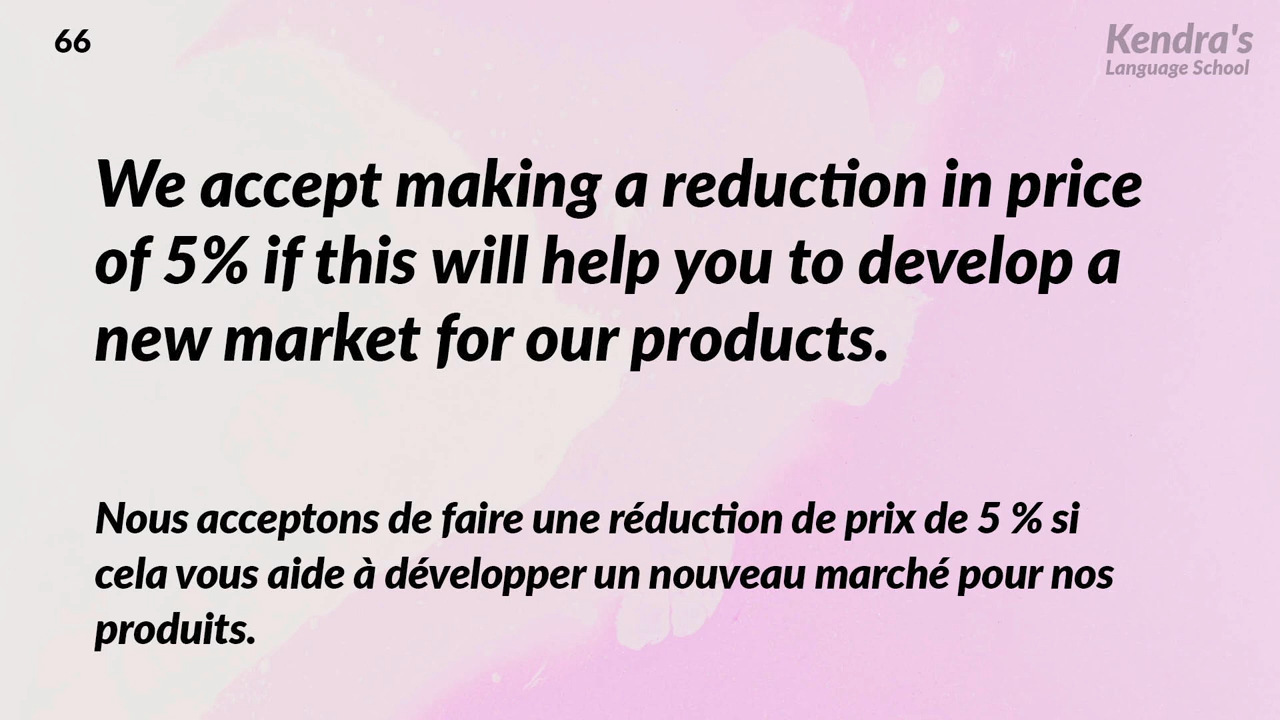 66
Kendra's
Language School
We accept making a reduction in price
of 5% if this will help you to develop a
new market for our products.
Nous acceptons de faire une réduction de prix de 5 % si
cela vous aide à développer un nouveau marché pour nos
produits.